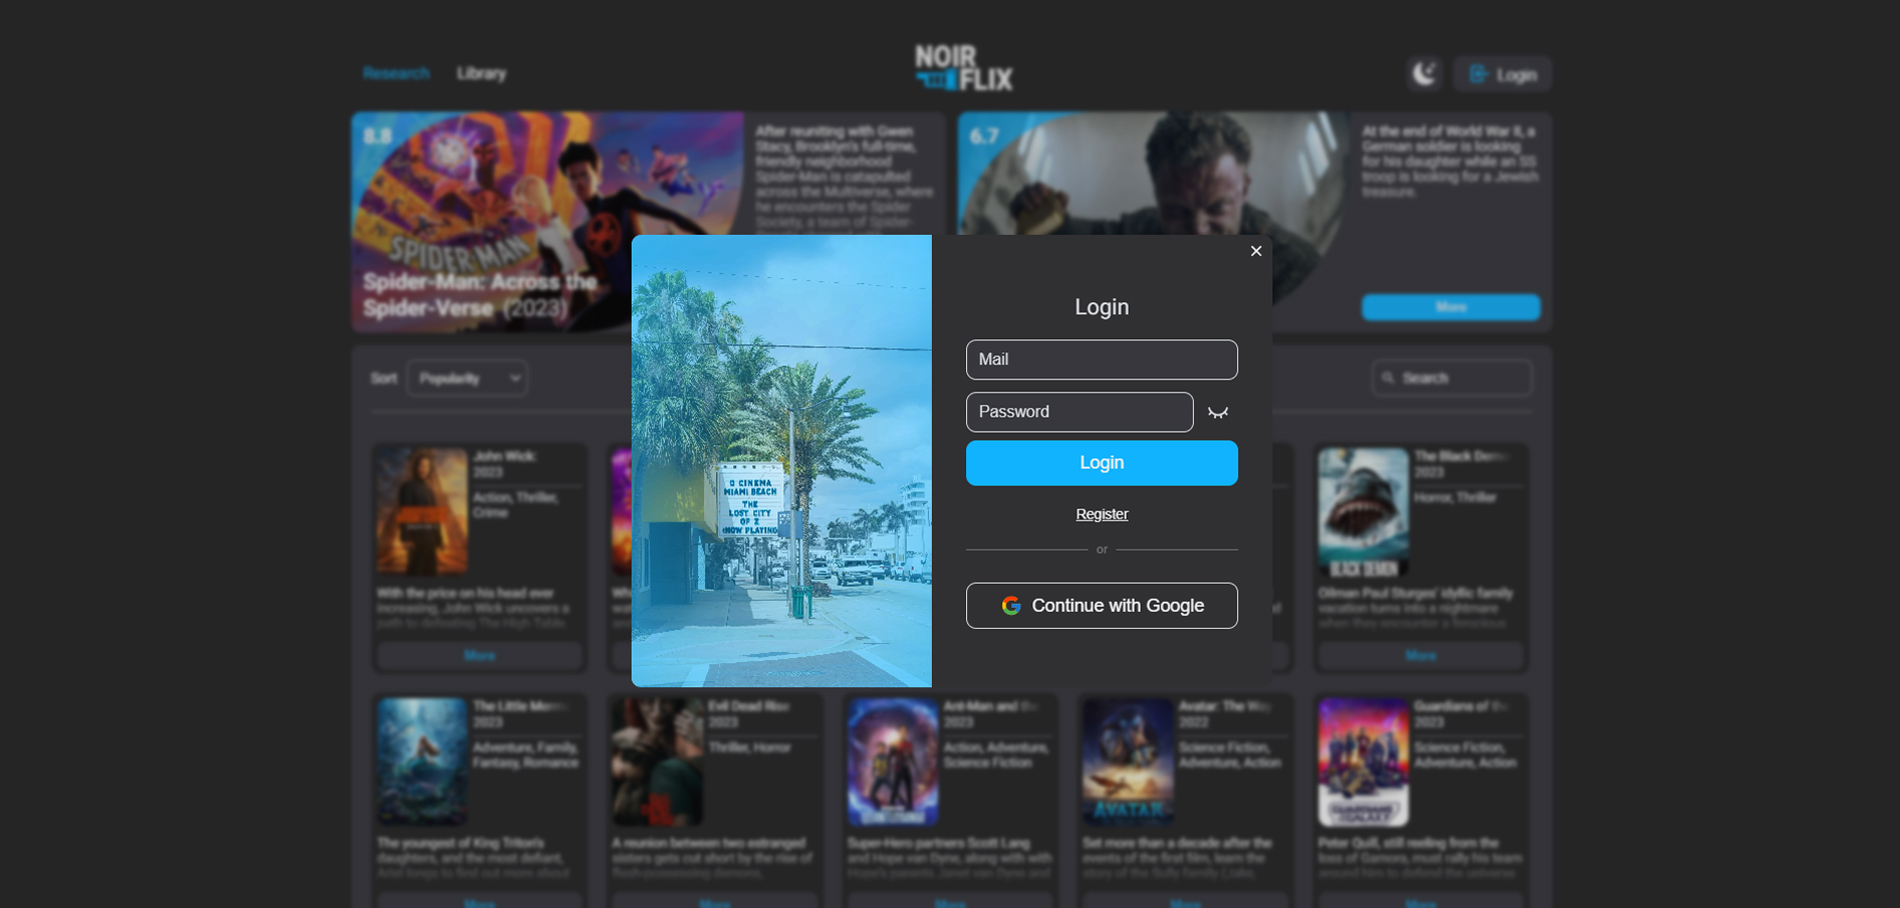 Research
Library
NOIR
FLIX
Login
8.8
After reuniting with Gwen
Stacy, Brooklyn's full-time,
friendly neighborhood
Spider-Man is catapulted
across the Multiverse, where
he encounters the Spider
Society, a team of Spider-
SPIDER-MAN
Spider-Man: Across the
Spider-Verse (2023)
6.7
At the end of World War II, a
German soldier is looking
for his daughter while an SS
troop is looking for a Jewish
treasure.
More
CINEMA
MIAMI BEACH
THE
LOST CITY
OF Z
NOW PLAYING
Login
Mail
Password
Login
Register
or
Continue with Google
Sort
Popularity
Search
John Wick:
2023
Action, Thriller,
Crime
With the price on his head ever
increasing, John Wick uncovers a
path to defeating The High Table.
More
The Black Dem
2023
Horror, Thriller
BLACK DEMON
Oilman Paul Sturges' idyllic family
vacation turns into a nightmare
when they encounter a ferocious
More
The Little Merm
2023
Adventure, Family,
Fantasy, Romance
The youngest of King Triton's
daughters, and the most defiant,
Ariel longs to find out more about
More
Evil Dead Rise
2023
Thriller, Horror
A reunion between two estranged
sisters gets cut short by the rise of
flesh-possessing demons,
More
Ant-Man and the
2023
Action, Adventure,
Science Fiction
Super-Hero partners Scott Lang
and Hope van Dyne, along with with
Hope's parents Janet van Dyne and
More
Avatar: The Way
2022
Science Fiction,
Adventure, Action
AVATAR
Set more than a decade after the
events of the first film, learn the
story of the Sully family (Jake,
More
Guardians of the
2023
Science Fiction,
Adventure, Action
GUARDIANS
GALAXY
Peter Quill, still reeling from the
loss of Gamora, must rally his team
around him to defend the universe
More